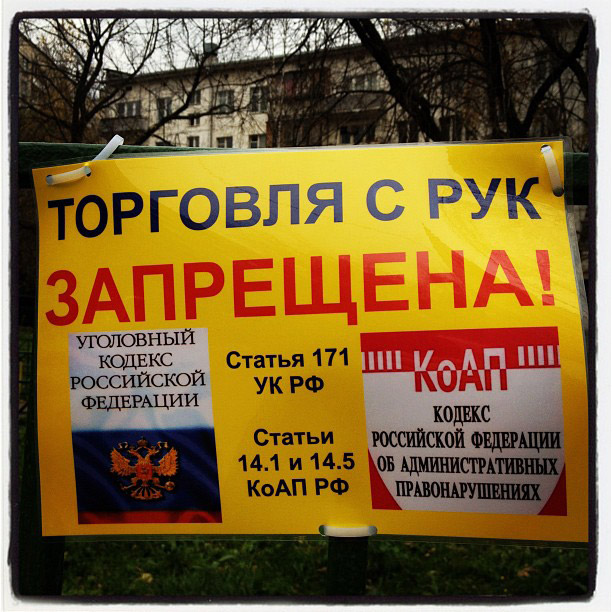 ТОРГОВЛЯ С РУК
ЗАПРЕЩЕНА!
УГОЛОВНЫЙ
КОДЕКС
РОССИЙСКОЙ
ФЕДЕРАЦИИ
Статья 171
УК РФ
Статьи
14.1 и 14.5
КоАП РФ
КоАП
КОДЕКС
РОССИЙСКОЙ ФЕДЕРАЦИИ
ОБ АДМИНИСТРАТИВНЫХ
ПРАВОНАРУШЕНИЯХ